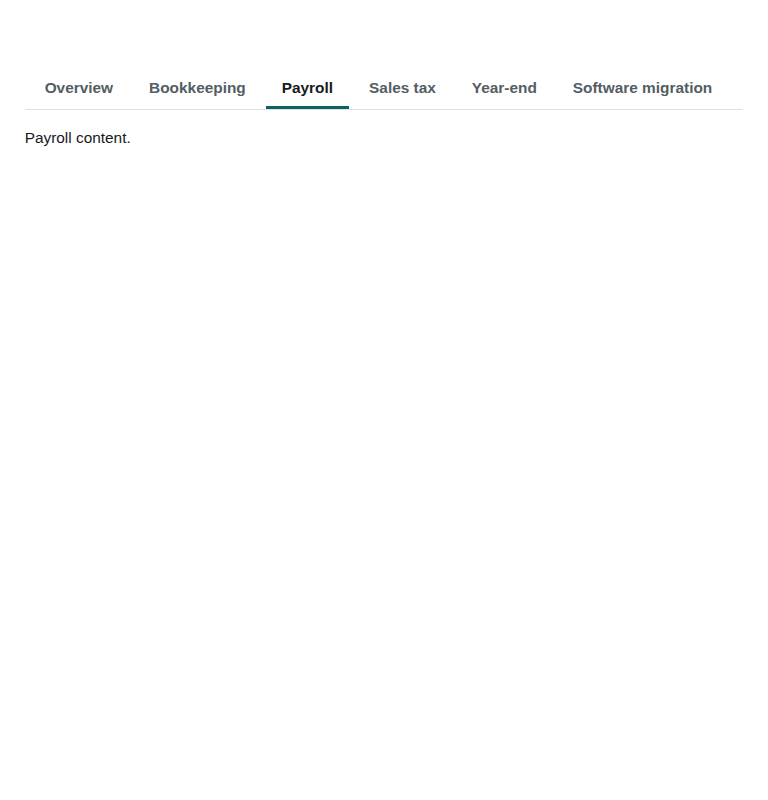 Overview Bookkeeping Payroll Sales tax Year-end Software migration
Payroll content.